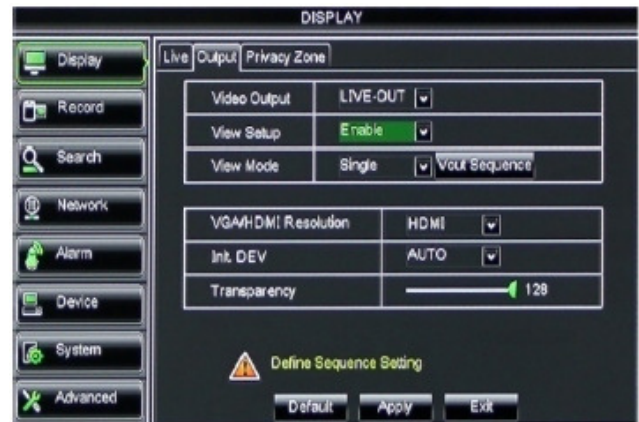 DISPLAY
Display
Record
Search
Network
Alarm
Device
System
Advanced
Live Output Privacy Zone
Video Output LIVE-OUT
View Setup Enable
View Mode Single Vout Sequence
VGA/HDMI Resolution HDMI
Init. DEV AUTO
Transparency 128
Define Sequence Setting
Default Apply Exit